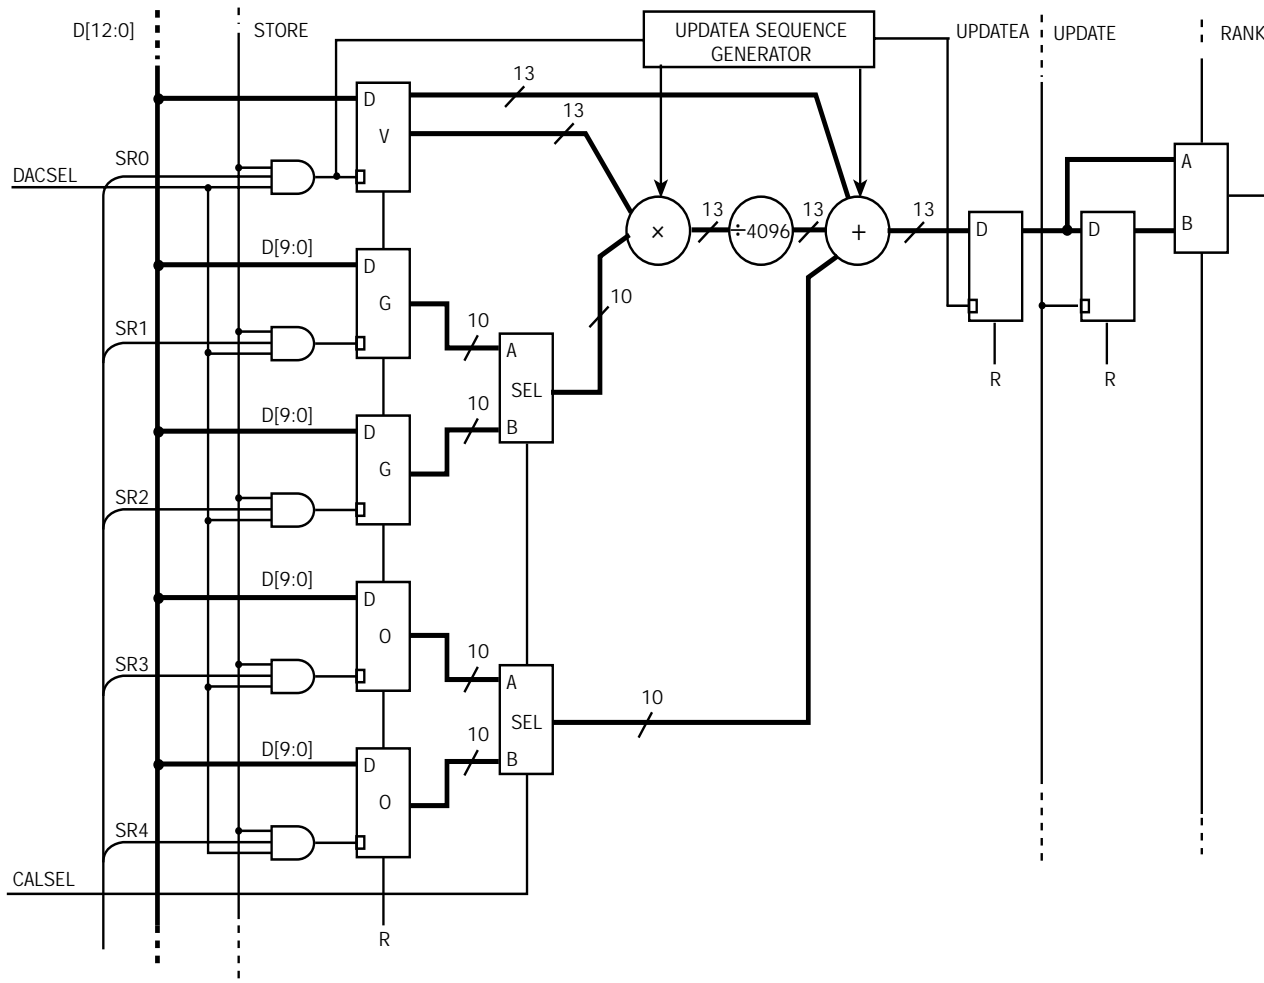 D[12:0]
STORE
UPDATEA SEQUENCE
GENERATOR
UPDATEA
UPDATE
RANK
13
D
V
13
SR0
DACSEL
A
B
×
13
÷4096
13
+
13
D
D
D[9:0]
D
G
10
SR1
10
A
SEL
B
R
R
D[9:0]
10
D
G
SR2
D[9:0]
D
O
10
SR3
A
SEL
B
10
D[9:0]
10
D
O
SR4
CALSEL
R